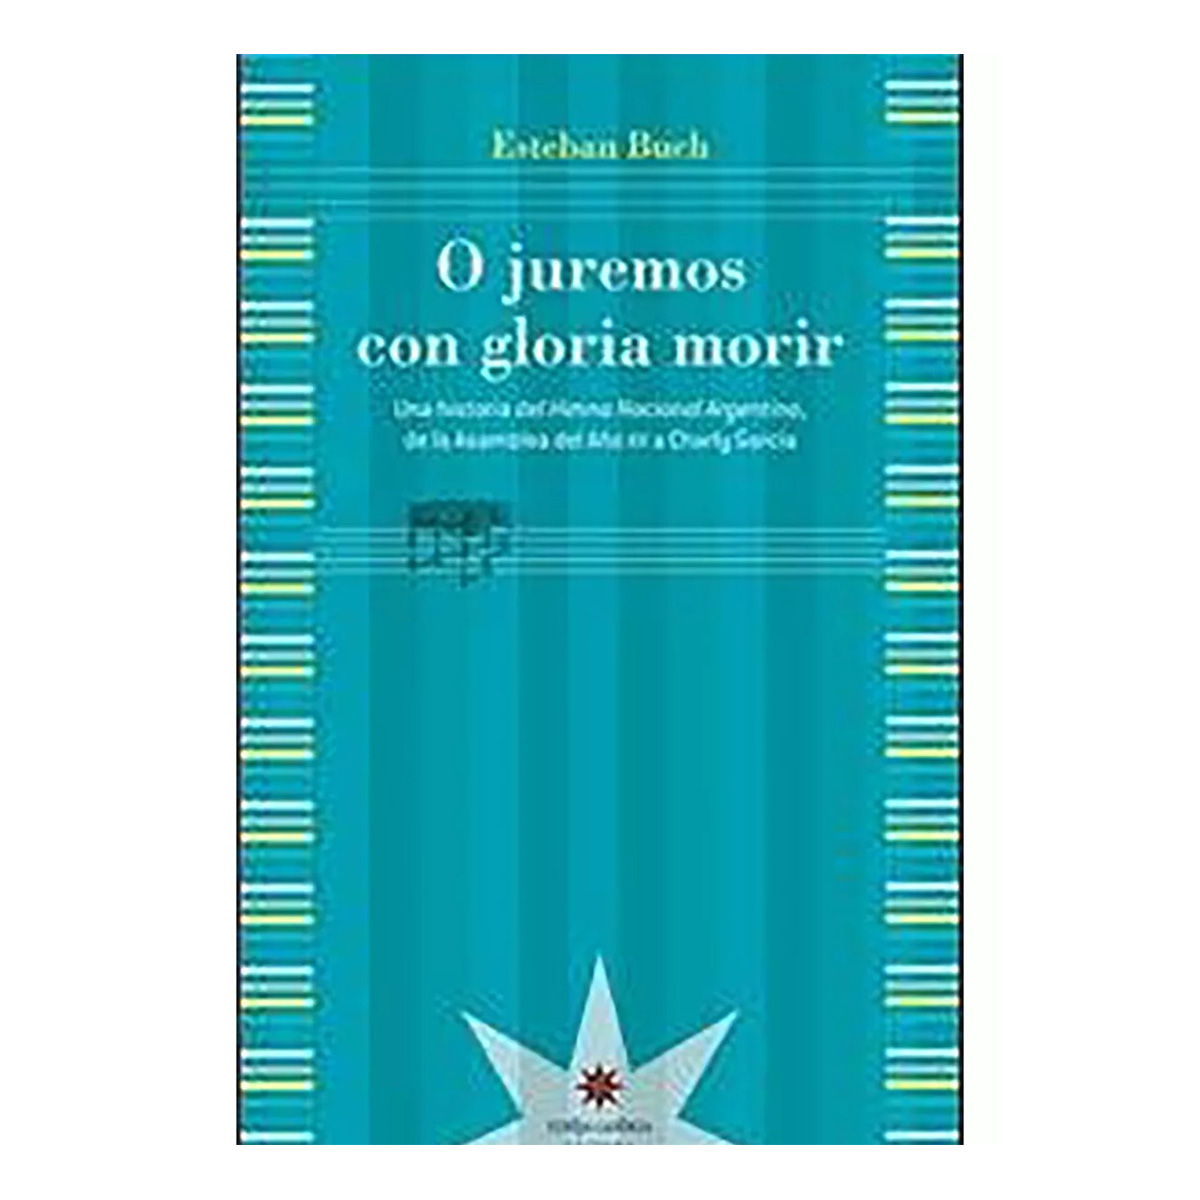 Esteban Buch
O juremos
con gloria morir
Una historia del Himno Nacional Argentino,
de la Asamblea del Año XIII a Charly García